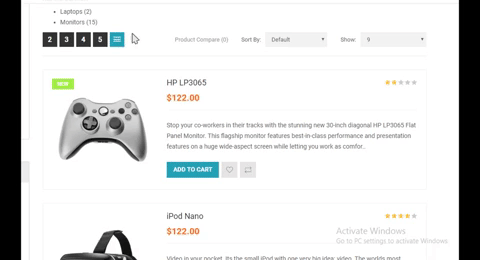 Laptops (2)
Monitors (15)
2 3 4 5
Product Compare (0) Sort By: Default Show: 9
NEW
HP LP3065
$122.00
Stop your co-workers in their tracks with the stunning new 30-inch diagonal HP LP3065 Flat
Panel Monitor. This flagship monitor features best-in-class performance and presentation
features on a huge wide-aspect screen while letting you work as comfor..
ADD TO CART
iPod Nano
$122.00
Activate Windows
Go to PC settings to activate Windows.
Video in your pocket. Its the small iPod with one very big idea: video. The worlds most